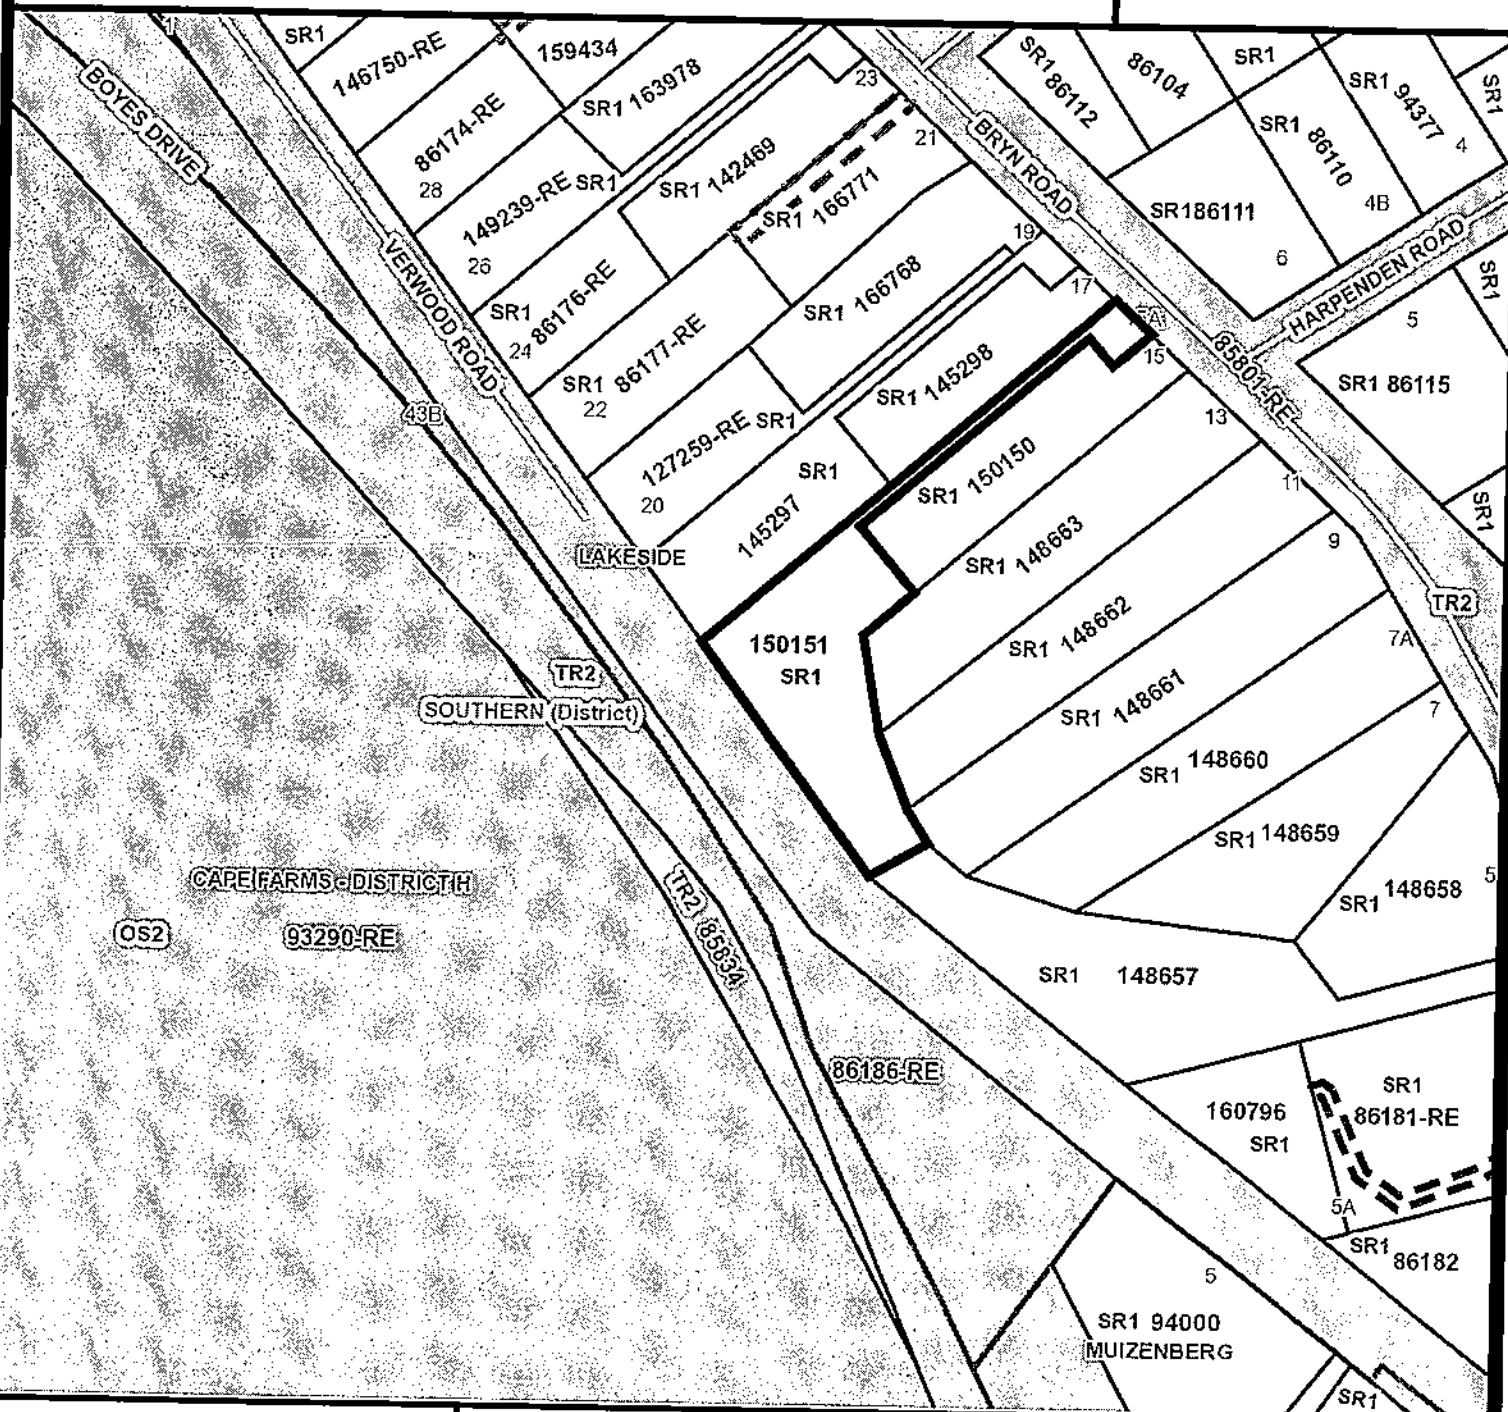 SR1
146750-RE
159434
SR1 163978
86174-RE
28
149239-RE SR1
26
SR1 142469
SR1 166771
23
21
BRYN ROAD
SR1 86112
86104
SR1
SR1 94377
SR1
4
SR1 86110
4B
SR186111
6
HARPENDEN ROAD
BOYES DRIVE
1
VERWOOD ROAD
43B
SR1 86176-RE
24
SR1 86177-RE
22
SR1 166768
19
17
127259-RE SR1
20
SR1 145298
SR1
145297
15
13
11
9
7A
7
5
85801-RE
SR1
5
SR1 86115
SR1
TR2
SR1 150150
SR1 148663
SR1 148662
SR1 148661
SR1 148660
SR1 148659
SR1 148658
LAKESIDE
150151
SR1
TR2
SOUTHERN (District)
CAPE FARMS - DISTRICT H
OS2
93290-RE
TR2 85834
SR1 148657
86186-RE
160796
SR1
SR1
86181-RE
5A
SR1 86182
5
SR1 94000
MUIZENBERG
SR1